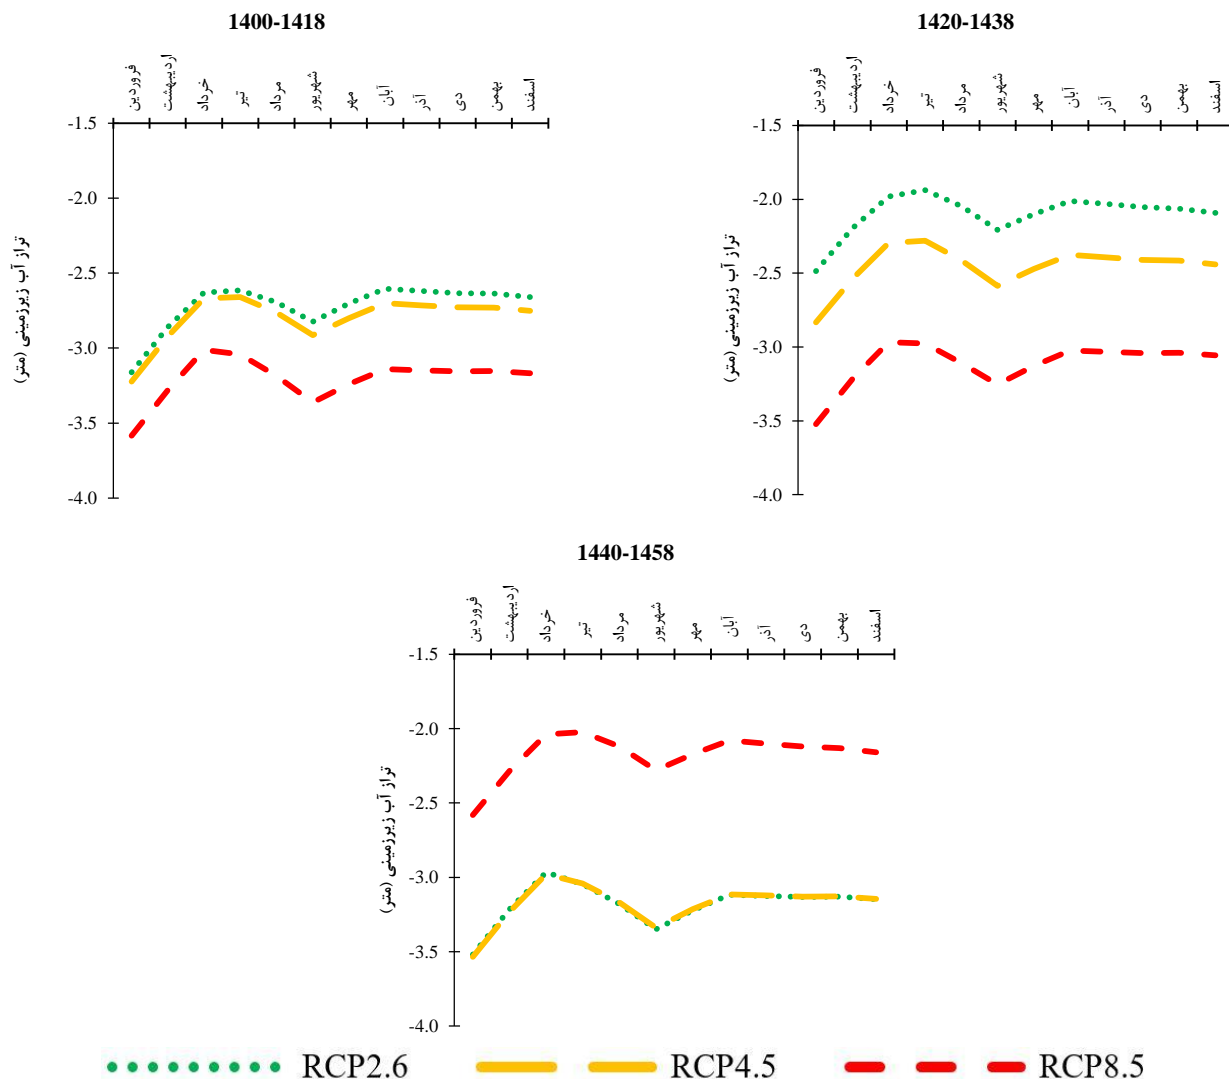 1400-1418
فروردین
اردیبهشت
خرداد
تیر
مرداد
شهریور
مهر
آبان
آذر
دی
بهمن
اسفند
-1.5
-2.0
-2.5
-3.0
-3.5
-4.0
تراز آب زیرزمینی (متر)
1420-1438
فروردین
اردیبهشت
خرداد
تیر
مرداد
شهریور
مهر
آبان
آذر
دی
بهمن
اسفند
-1.5
-2.0
-2.5
-3.0
-3.5
-4.0
تراز آب زیرزمینی (متر)
1440-1458
فروردین
اردیبهشت
خرداد
تیر
مرداد
شهریور
مهر
آبان
آذر
دی
بهمن
اسفند
-1.5
-2.0
-2.5
-3.0
-3.5
-4.0
تراز آب زیرزمینی (متر)
RCP2.6
RCP4.5
RCP8.5